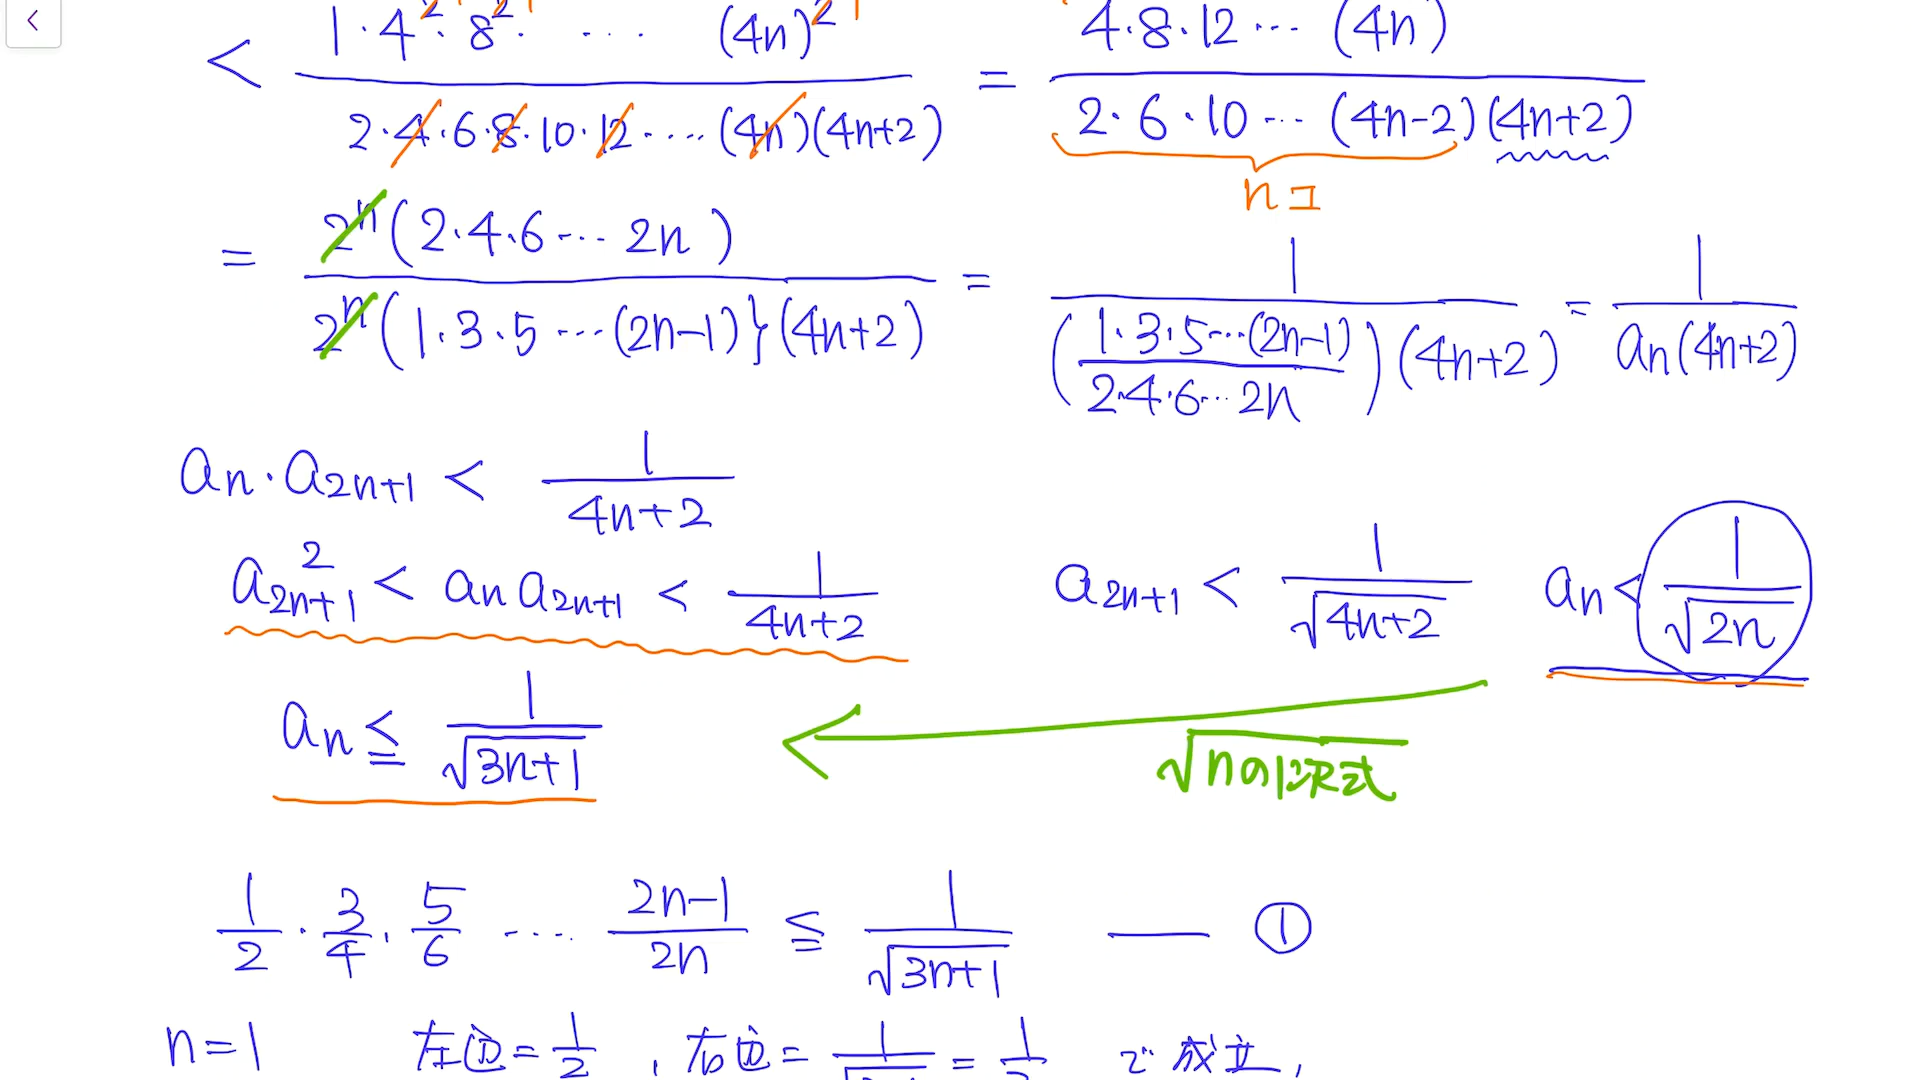 < 1·4²·8²· ···· (4n)² / 2·4·6·8·10·12····(4n)(4n+2) = 4·8·12··· (4n) / 2·6·10···(4n-2)(4n+2)
nコ
= 2ⁿ(2·4·6··· 2n) / 2ⁿ(1·3·5···(2n-1)}(4n+2) = 1 / (1·3·5···(2n-1) / 2·4·6···2n)(4n+2) = 1 / an(4n+2)
an·a2n+1 < 1 / 4n+2
a2n+1² < an a2n+1 < 1 / 4n+2 a2n+1 < 1 / √4n+2 an < 1 / √2n
an ≦ 1 / √3n+1 √nの1次式
1/2 · 3/4 · 5/6 ···· 2n-1 / 2n ≦ 1 / √3n+1 — ①
n=1 左辺=1/2 , 右辺= = で成立,